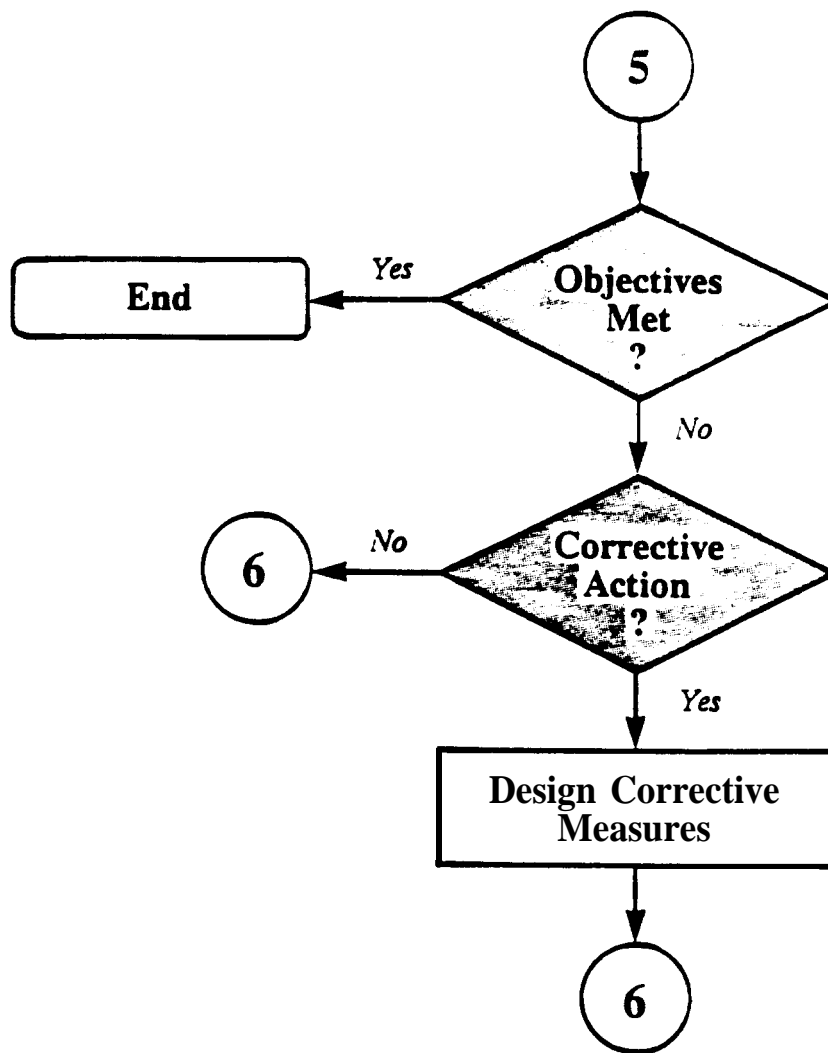 5
Yes
End
Objectives
Met
?
No
No
Corrective
Action
?
6
Yes
Design Corrective
Measures
6